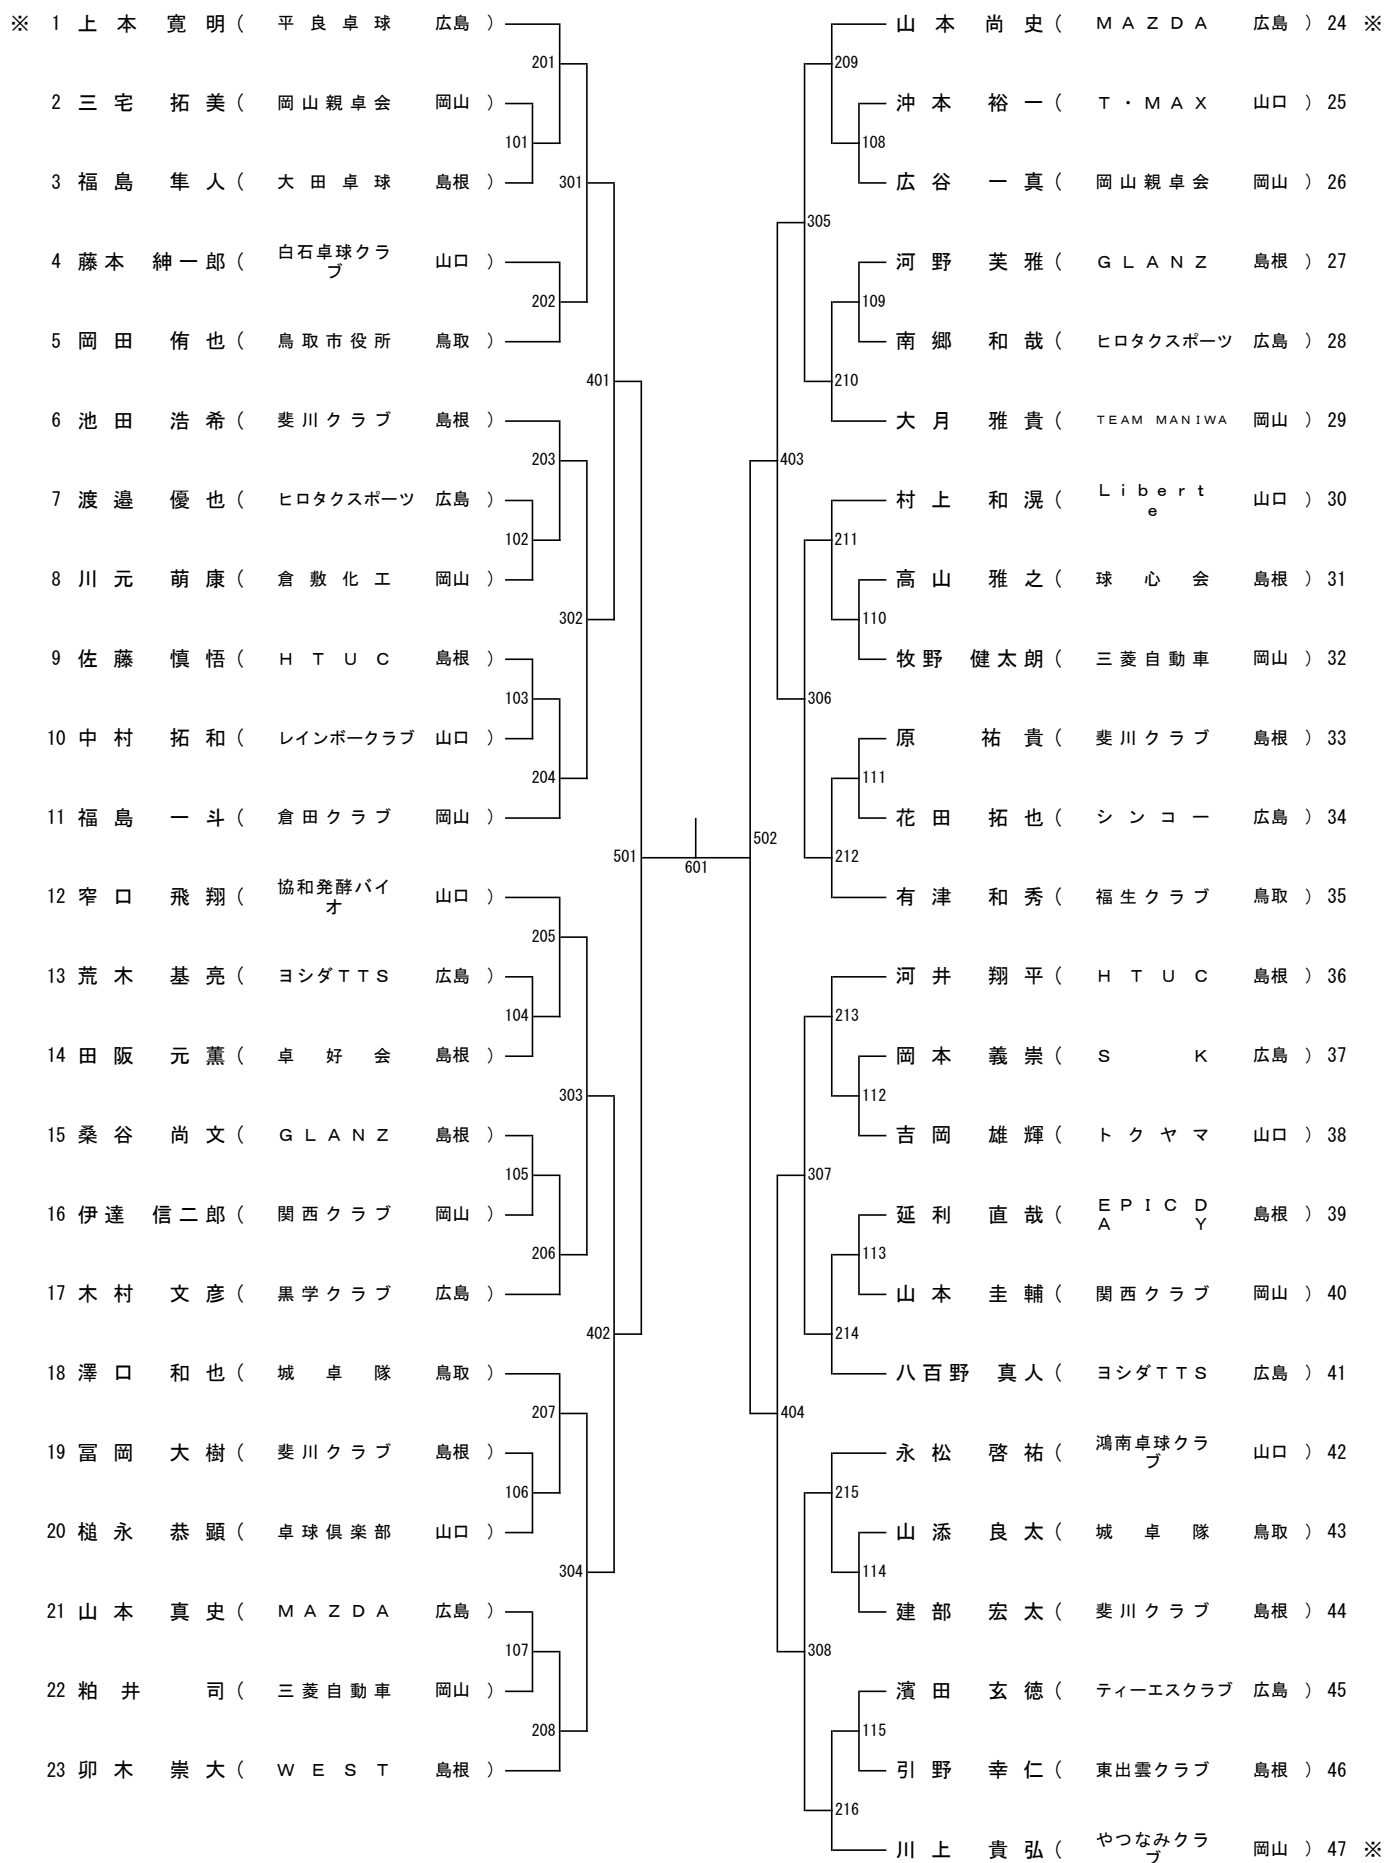 ※ 1 上本 寛明 ( 平良卓球 広島 )
201
2 三宅 拓美 ( 岡山親卓会 岡山 )
101
3 福島 隼人 ( 大田卓球 島根 )
301
4 藤本 紳一郎 ( 白石卓球クラブ 山口 )
202
5 岡田 侑也 ( 鳥取市役所 鳥取 )
401
6 池田 浩希 ( 斐川クラブ 島根 )
203
7 渡邉 優也 ( ヒロタクスポーツ 広島 )
102
8 川元 萌康 ( 倉敷化工 岡山 )
302
9 佐藤 慎悟 ( HTUC 島根 )
103
10 中村 拓和 ( レインボークラブ 山口 )
204
11 福島 一斗 ( 倉田クラブ 岡山 )
501
12 窄口 飛翔 ( 協和発酵バイオ 山口 )
205
13 荒木 基亮 ( ヨシダTTS 広島 )
104
14 田阪 元薫 ( 卓好会 島根 )
303
15 桑谷 尚文 ( GLANZ 島根 )
105
16 伊達 信二郎 ( 関西クラブ 岡山 )
206
17 木村 文彦 ( 黒学クラブ 広島 )
402
18 澤口 和也 ( 城卓隊 鳥取 )
207
19 冨岡 大樹 ( 斐川クラブ 島根 )
106
20 槌永 恭顕 ( 卓球倶楽部 山口 )
304
21 山本 真史 ( MAZDA 広島 )
107
22 粕井 司 ( 三菱自動車 岡山 )
208
23 卯木 崇大 ( WEST 島根 )
601
山本 尚史 ( MAZDA 広島 ) 24 ※
209
沖本 裕一 ( T・MAX 山口 ) 25
108
広谷 一真 ( 岡山親卓会 岡山 ) 26
305
河野 芙雅 ( GLANZ 島根 ) 27
109
南郷 和哉 ( ヒロタクスポーツ 広島 ) 28
210
大月 雅貴 ( TEAM MANIWA 岡山 ) 29
403
村上 和滉 ( Liberte 山口 ) 30
211
高山 雅之 ( 球心会 島根 ) 31
110
牧野 健太朗 ( 三菱自動車 岡山 ) 32
306
原 祐貴 ( 斐川クラブ 島根 ) 33
111
花田 拓也 ( シンコー 広島 ) 34
502
212
有津 和秀 ( 福生クラブ 鳥取 ) 35
河井 翔平 ( HTUC 島根 ) 36
213
岡本 義崇 ( SK 広島 ) 37
112
吉岡 雄輝 ( トクヤマ 山口 ) 38
307
延利 直哉 ( EPIC DAY 島根 ) 39
113
山本 圭輔 ( 関西クラブ 岡山 ) 40
214
八百野 真人 ( ヨシダTTS 広島 ) 41
404
永松 啓祐 ( 鴻南卓球クラブ 山口 ) 42
215
山添 良太 ( 城卓隊 鳥取 ) 43
114
建部 宏太 ( 斐川クラブ 島根 ) 44
308
濱田 玄徳 ( ティーエスクラブ 広島 ) 45
115
引野 幸仁 ( 東出雲クラブ 島根 ) 46
216
川上 貴弘 ( やつなみクラブ 岡山 ) 47 ※